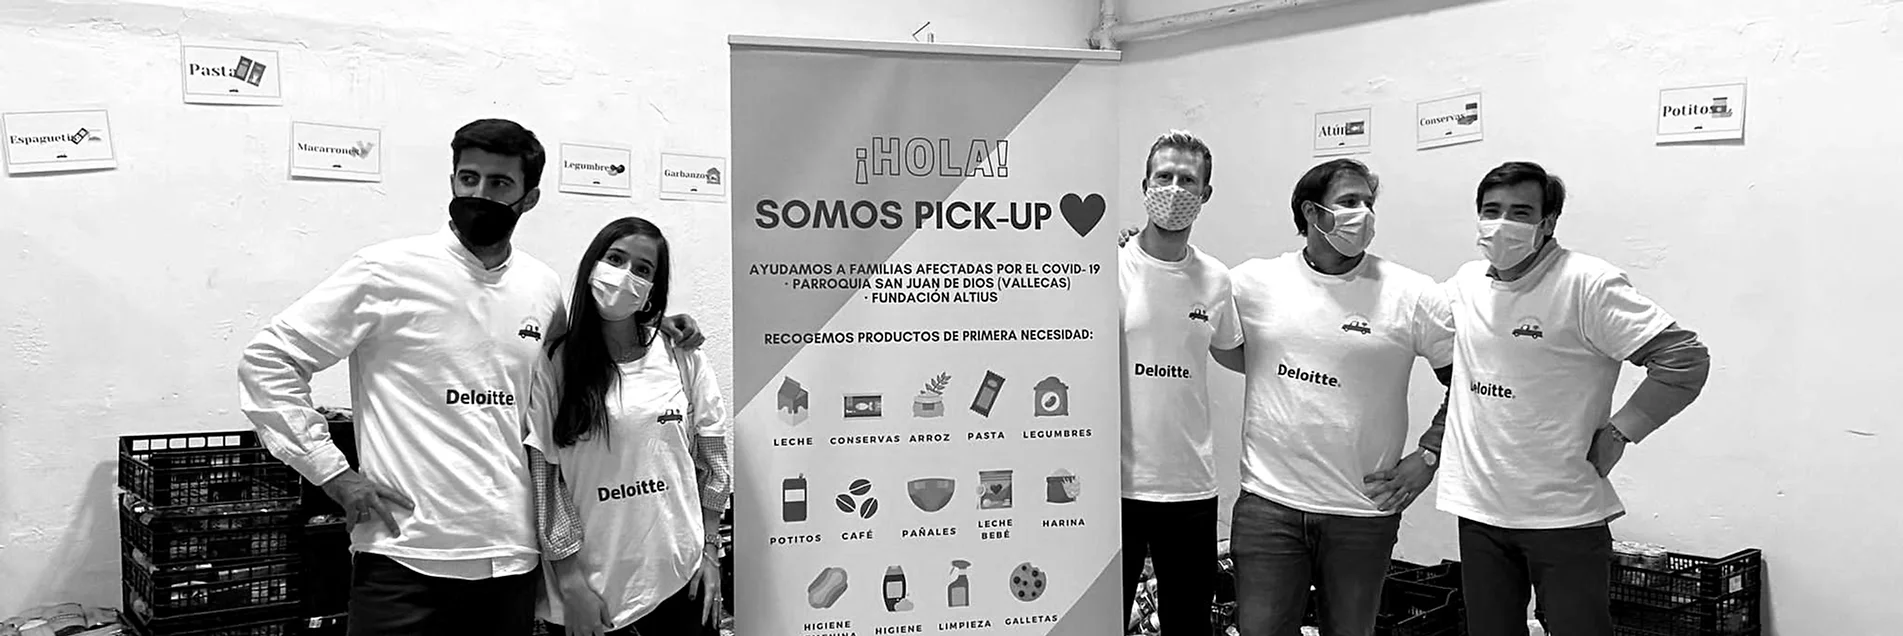 Pasta
Espagueti
Macarrones
Legumbre
Garbanzos
¡HOLA!
SOMOS PICK-UP
AYUDAMOS A FAMILIAS AFECTADAS POR EL COVID- 19
· PARROQUIA SAN JUAN DE DIOS (VALLECAS)
· FUNDACIÓN ALTIUS
RECOGEMOS PRODUCTOS DE PRIMERA NECESIDAD:
LECHE CONSERVAS ARROZ PASTA LEGUMBRES
POTITOS CAFÉ PAÑALES LECHE BEBÉ HARINA
HIGIENE HIGIENE LIMPIEZA GALLETAS
Atún
Conservas
Potitos
Deloitte.
Deloitte.
Deloitte.
Deloitte.
Deloitte.